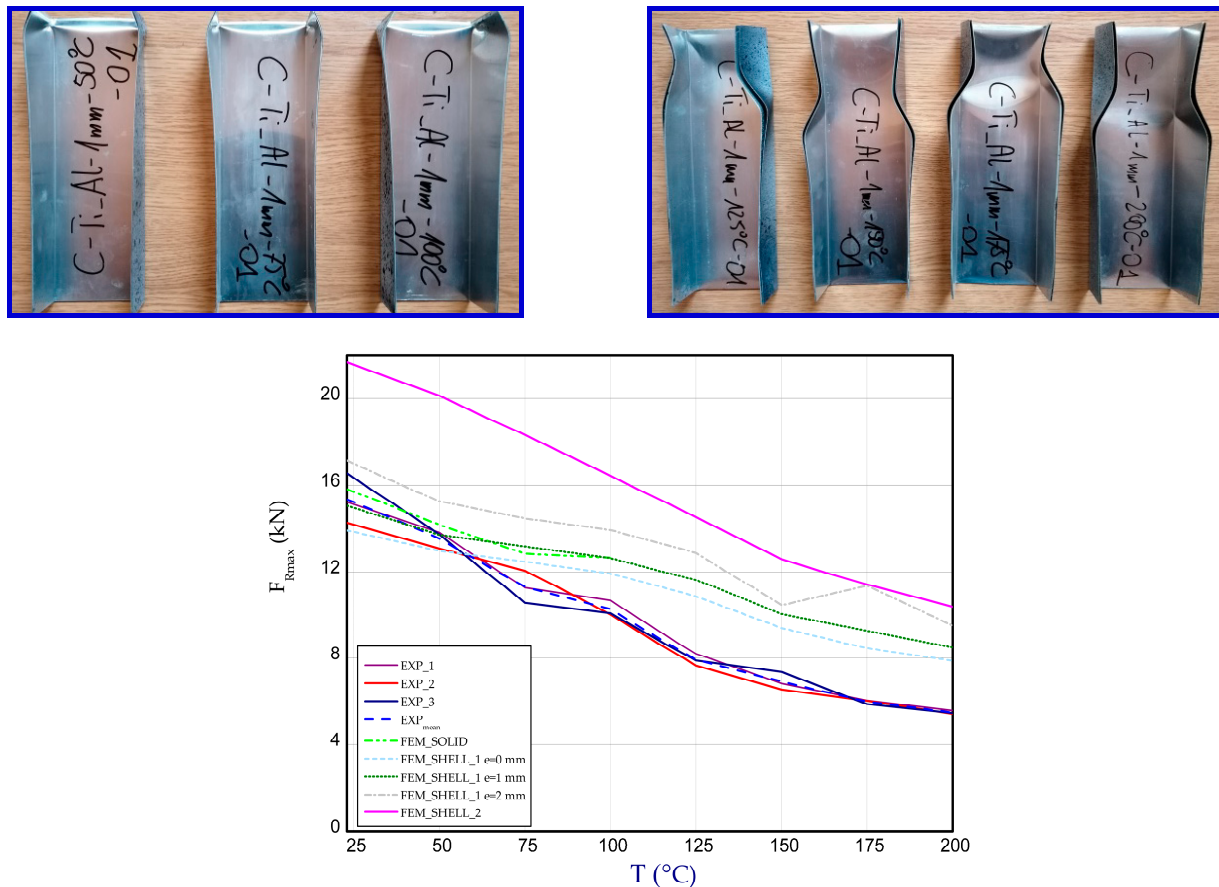 C-Ti_Al-1mm-50°C
-01
C-Ti_Al-1mm-75°C
-01
C-Ti_Al-1mm-100°C
-01
C-Ti_Al-1mm-125°C-01
C-Ti_Al-1mm-150°C
-01
C-Ti_Al-1mm-175°C
-01
C-Ti_Al-1mm-200°C-01
F_Rmax (kN)
20
16
12
8
4
0
EXP_1
EXP_2
EXP_3
EXP_mean
FEM_SOLID
FEM_SHELL_1 e=0 mm
FEM_SHELL_1 e=1 mm
FEM_SHELL_1 e=2 mm
FEM_SHELL_2
25 50 75 100 125 150 175 200
T (°C)